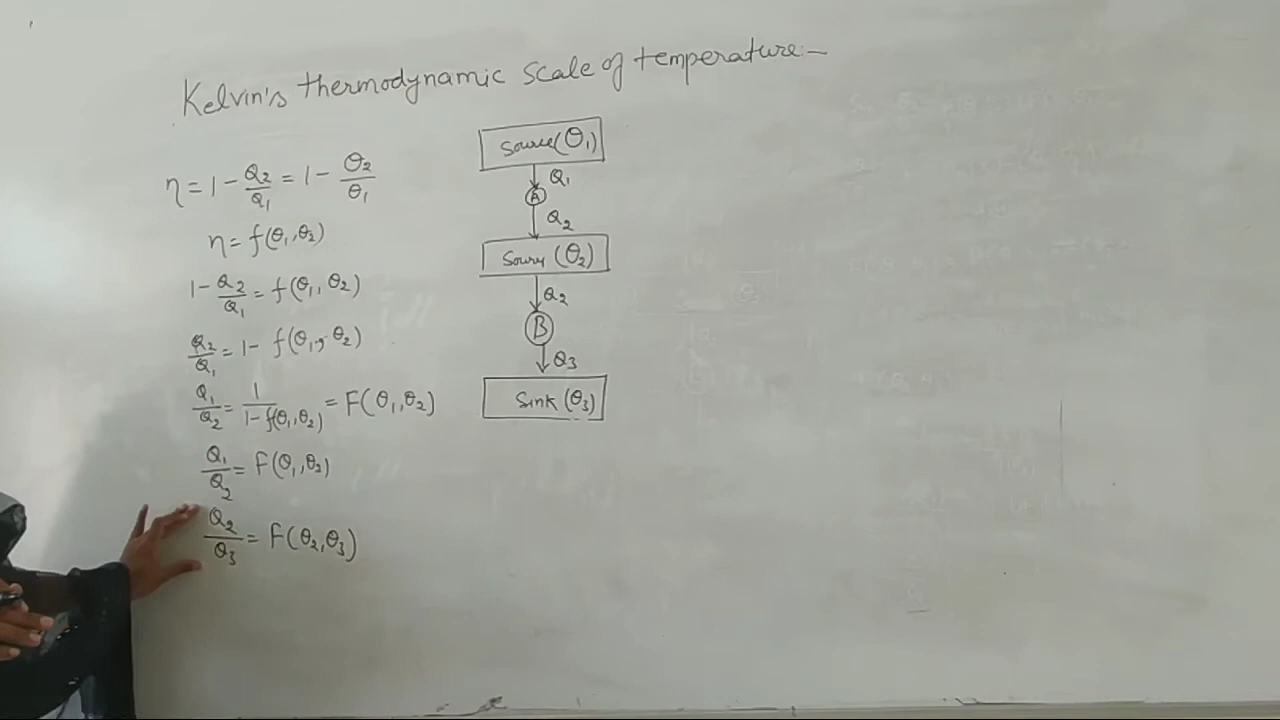 Kelvin's thermodynamic scale of temperature:-
η = 1 - Q₂/Q₁ = 1 - θ₂/θ₁
η = f(θ₁, θ₂)
1 - Q₂/Q₁ = f(θ₁, θ₂)
Q₂/Q₁ = 1 - f(θ₁, θ₂)
Q₁/Q₂ = 1/(1 - f(θ₁, θ₂)) = F(θ₁, θ₂)
Q₁/Q₂ = F(θ₁, θ₂)
Q₂/Q₃ = F(θ₂, θ₃)
Source (θ₁)
Q₁
A
Q₂
(θ₂)
Q₂
B
Q₃
Sink (θ₃)